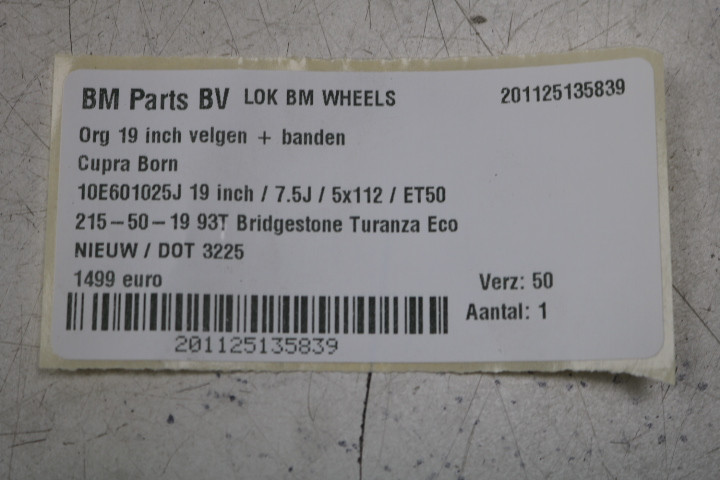 BM Parts BV LOK BM WHEELS 201125135839
Org 19 inch velgen + banden
Cupra Born
10E601025J 19 inch / 7.5J / 5x112 / ET50
215-50-19 93T Bridgestone Turanza Eco
NIEUW / DOT 3225
1499 euro Verz: 50
Aantal: 1
201125135839